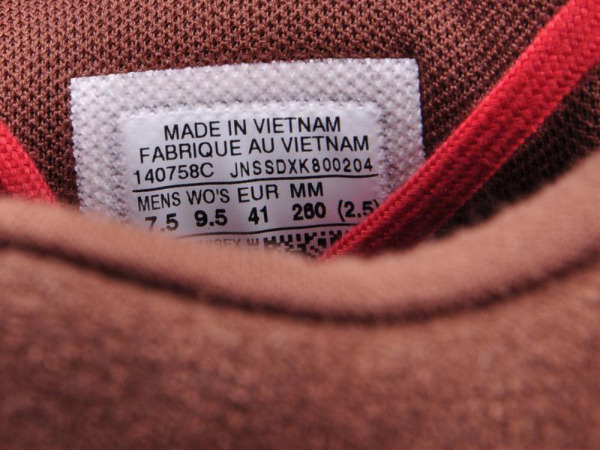 MADE IN VIETNAM
FABRIQUE AU VIETNAM
140758C JNSSDXK800204
MENS WO'S EUR MM
7.5 9.5 41 260 (2.5)